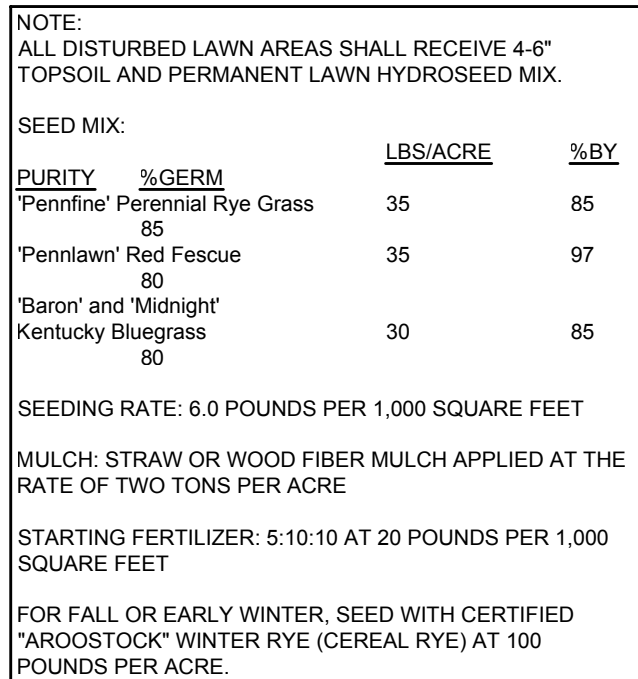 NOTE:
ALL DISTURBED LAWN AREAS SHALL RECEIVE 4-6"
TOPSOIL AND PERMANENT LAWN HYDROSEED MIX.
SEED MIX:
LBS/ACRE %BY
PURITY %GERM
'Pennfine' Perennial Rye Grass 35 85
85
'Pennlawn' Red Fescue 35 97
80
'Baron' and 'Midnight'
Kentucky Bluegrass 30 85
80
SEEDING RATE: 6.0 POUNDS PER 1,000 SQUARE FEET
MULCH: STRAW OR WOOD FIBER MULCH APPLIED AT THE
RATE OF TWO TONS PER ACRE
STARTING FERTILIZER: 5:10:10 AT 20 POUNDS PER 1,000
SQUARE FEET
FOR FALL OR EARLY WINTER, SEED WITH CERTIFIED
"AROOSTOCK" WINTER RYE (CEREAL RYE) AT 100
POUNDS PER ACRE.